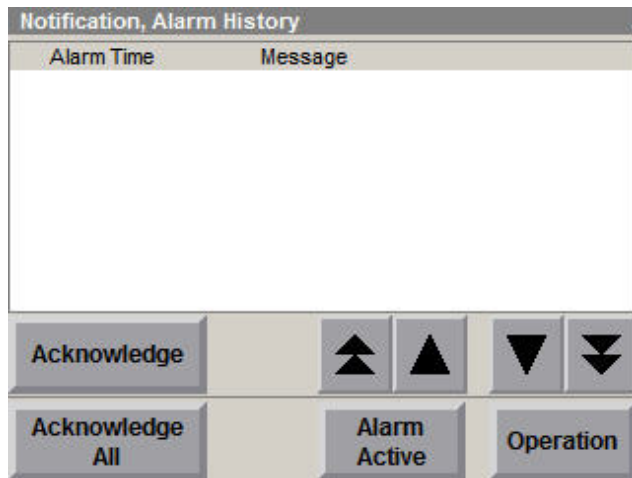 Notification, Alarm History
Alarm Time Message
Acknowledge
Acknowledge
All
Alarm
Active
Operation